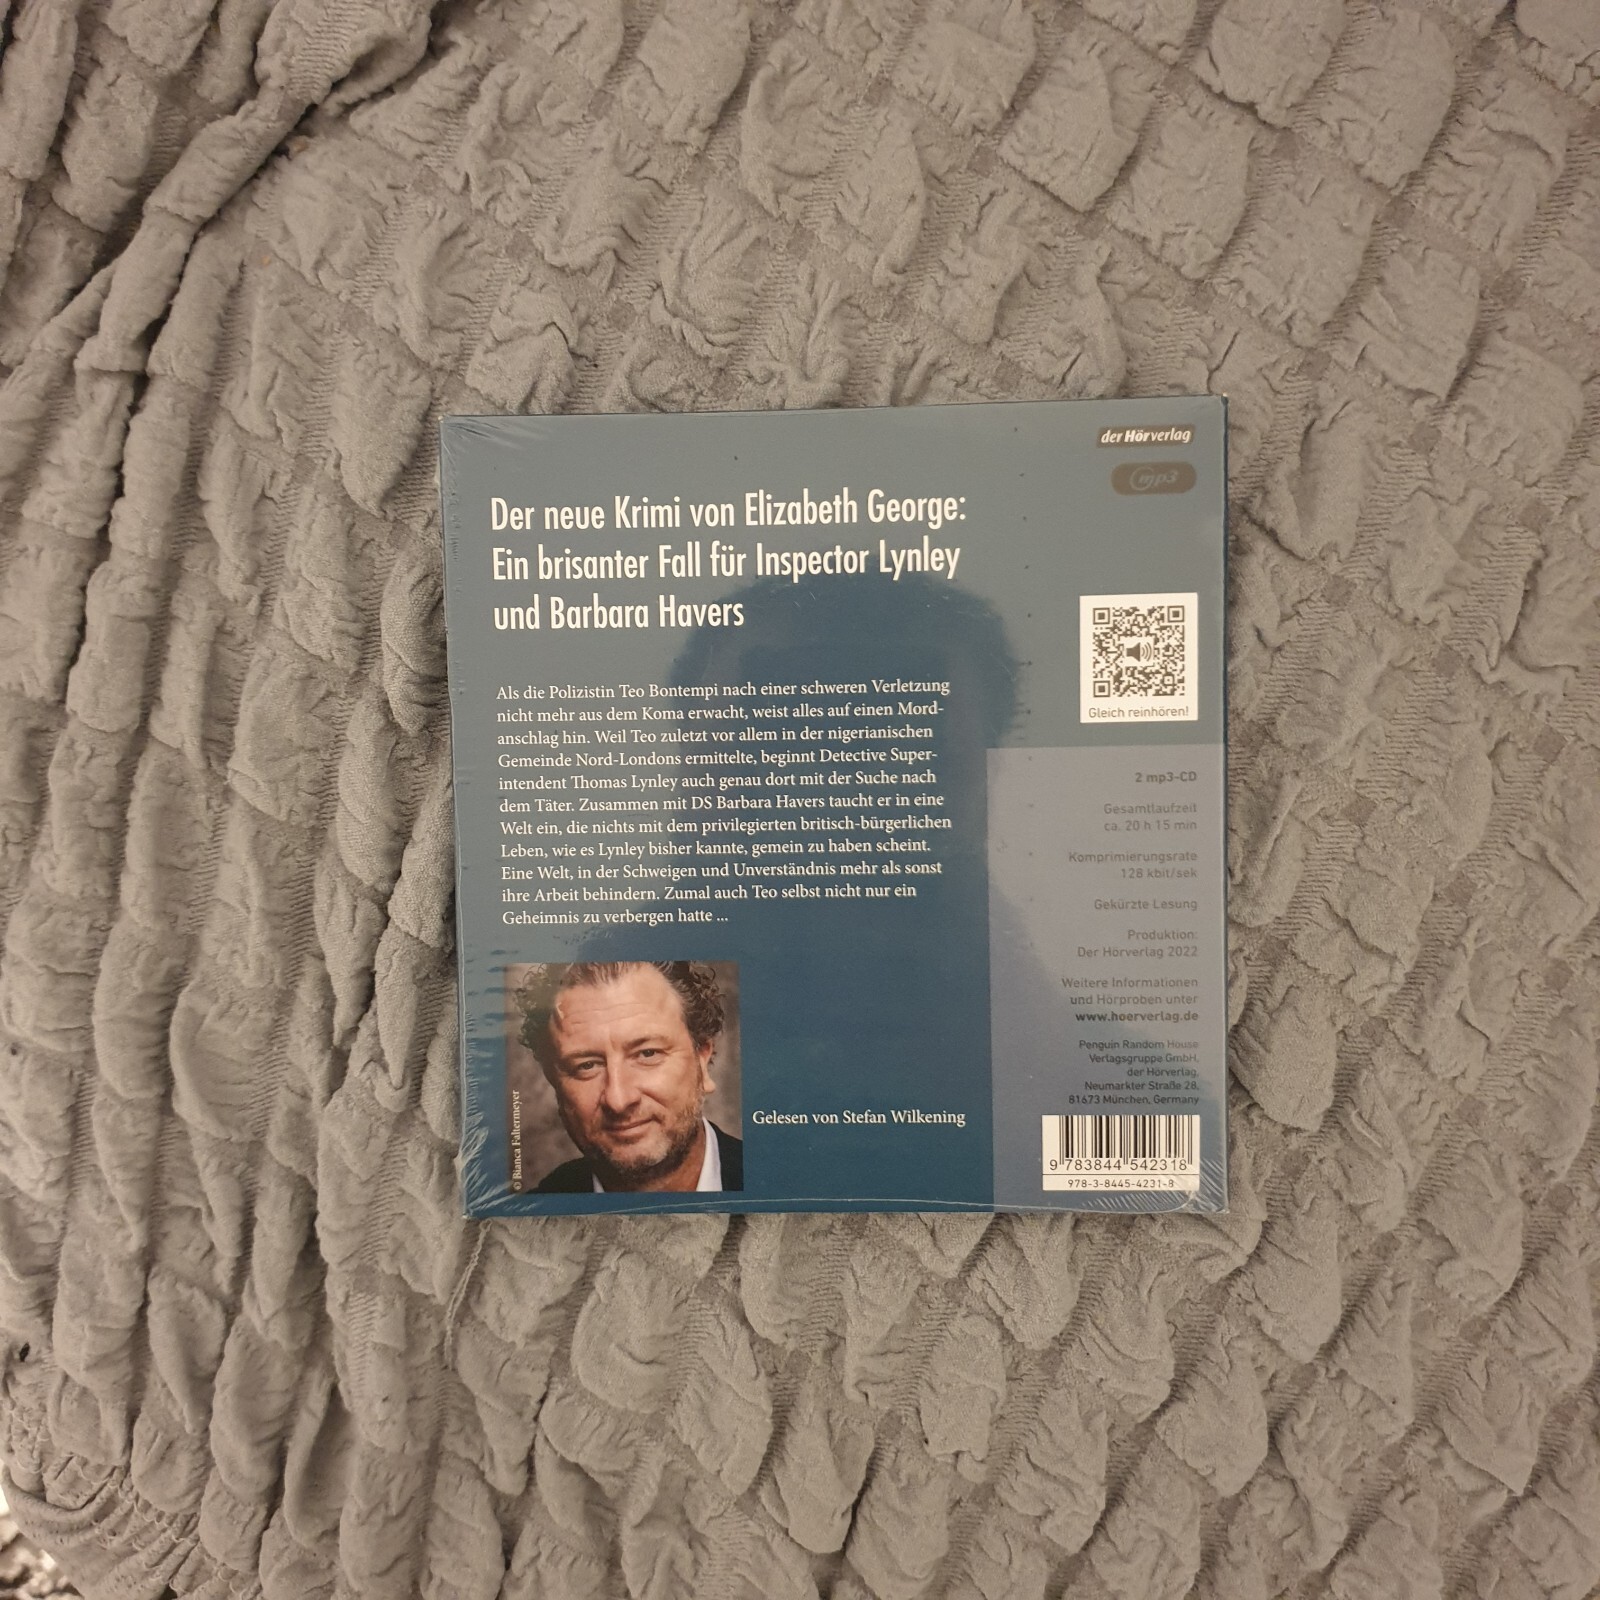 der Hörverlag
mp3
Der neue Krimi von Elizabeth George:
Ein brisanter Fall für Inspector Lynley
und Barbara Havers
Als die Polizistin Teo Bontempi nach einer schweren Verletzung
nicht mehr aus dem Koma erwacht, weist alles auf einen Mord-
anschlag hin. Weil Teo zuletzt vor allem in der nigerianischen
Gemeinde Nord-Londons ermittelte, beginnt Detective Super-
intendent Thomas Lynley auch genau dort mit der Suche nach
dem Täter. Zusammen mit DS Barbara Havers taucht er in eine
Welt ein, die nichts mit dem privilegierten britisch-bürgerlichen
Leben, wie es Lynley bisher kannte, gemein zu haben scheint.
Eine Welt, in der Schweigen und Unverständnis mehr als sonst
ihre Arbeit behindern. Zumal auch Teo selbst nicht nur ein
Geheimnis zu verbergen hatte ...
© Bianca Faltermeyer
Gelesen von Stefan Wilkening
Gleich reinhören!
2 mp3-CD
Gesamtlaufzeit
ca. 20 h 15 min
Komprimierungsrate
128 kbit/sek
Gekürzte Lesung
Produktion:
Der Hörverlag 2022
Weitere Informationen
und Hörproben unter
www.hoerverlag.de
Penguin Random House
Verlagsgruppe GmbH,
der Hörverlag,
Neumarkter Straße 28,
81673 München, Germany
9 783844 542318
978-3-8445-4231-8